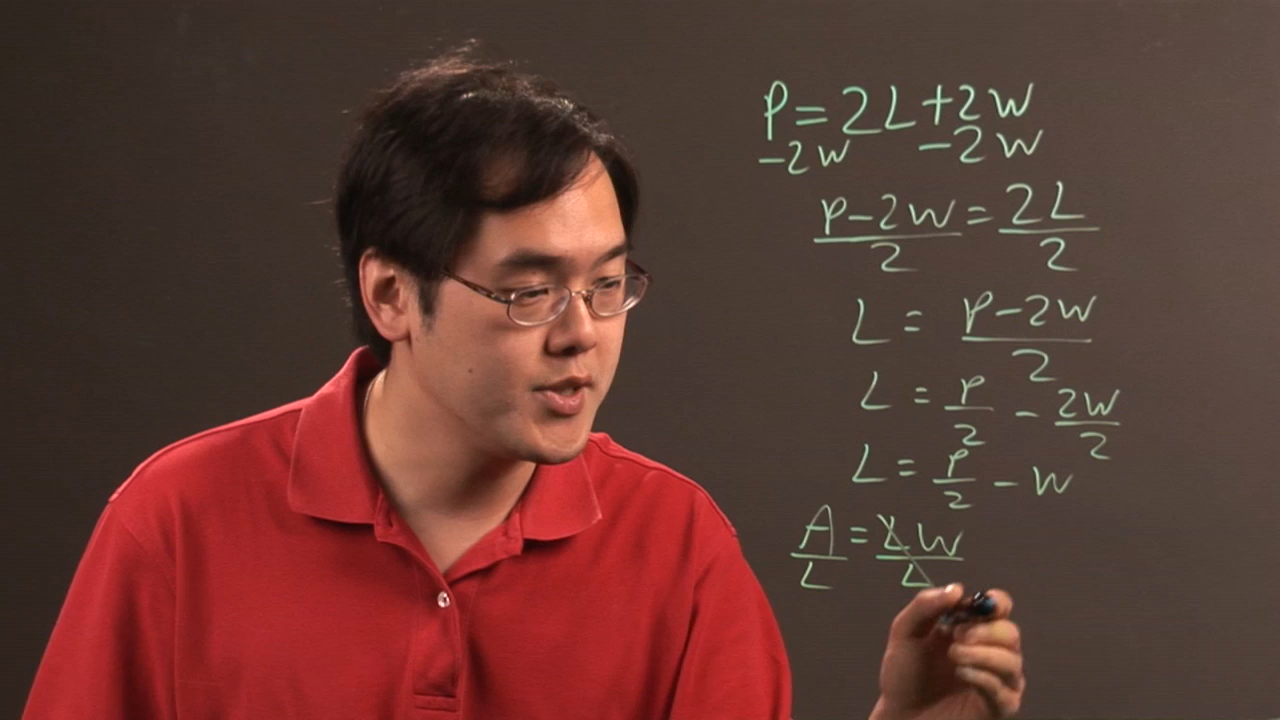 P=2L+2W
-2W -2W
P-2W=2L
2 2
L = P-2W
2
L = P - 2W
2 2
L = P - W
2
A = LW
L L